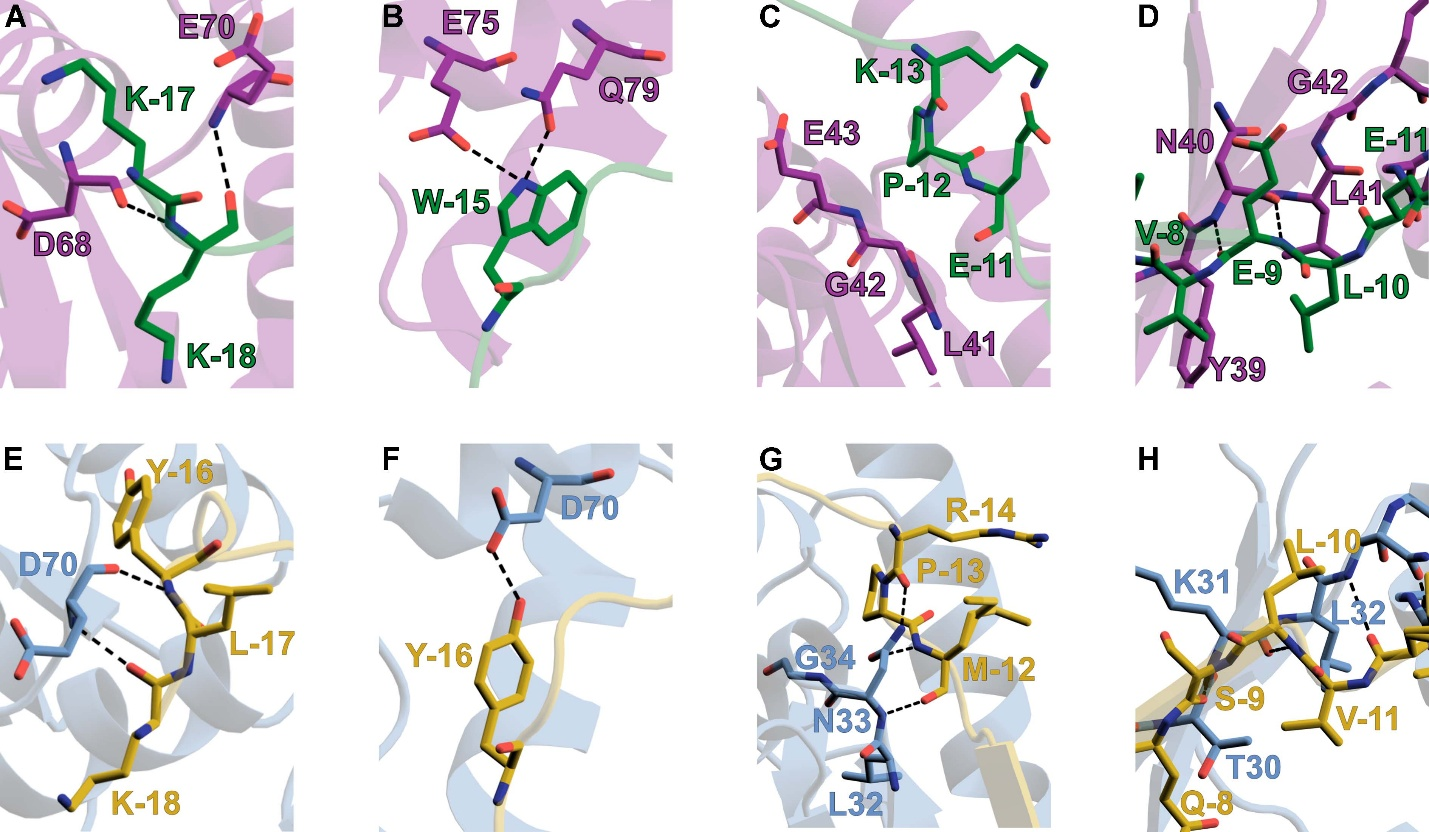 A
E70
K-17
D68
K-18
B
E75
Q79
W-15
C
K-13
E43
P-12
E-11
G42
L41
D
G42
N40
E-11
L41
V-8
E-9
L-10
Y39
E
Y-16
D70
L-17
K-18
F
D70
Y-16
G
R-14
P-13
G34
M-12
N33
L32
H
L-10
K31
L32
S-9
V-11
T30
Q-8